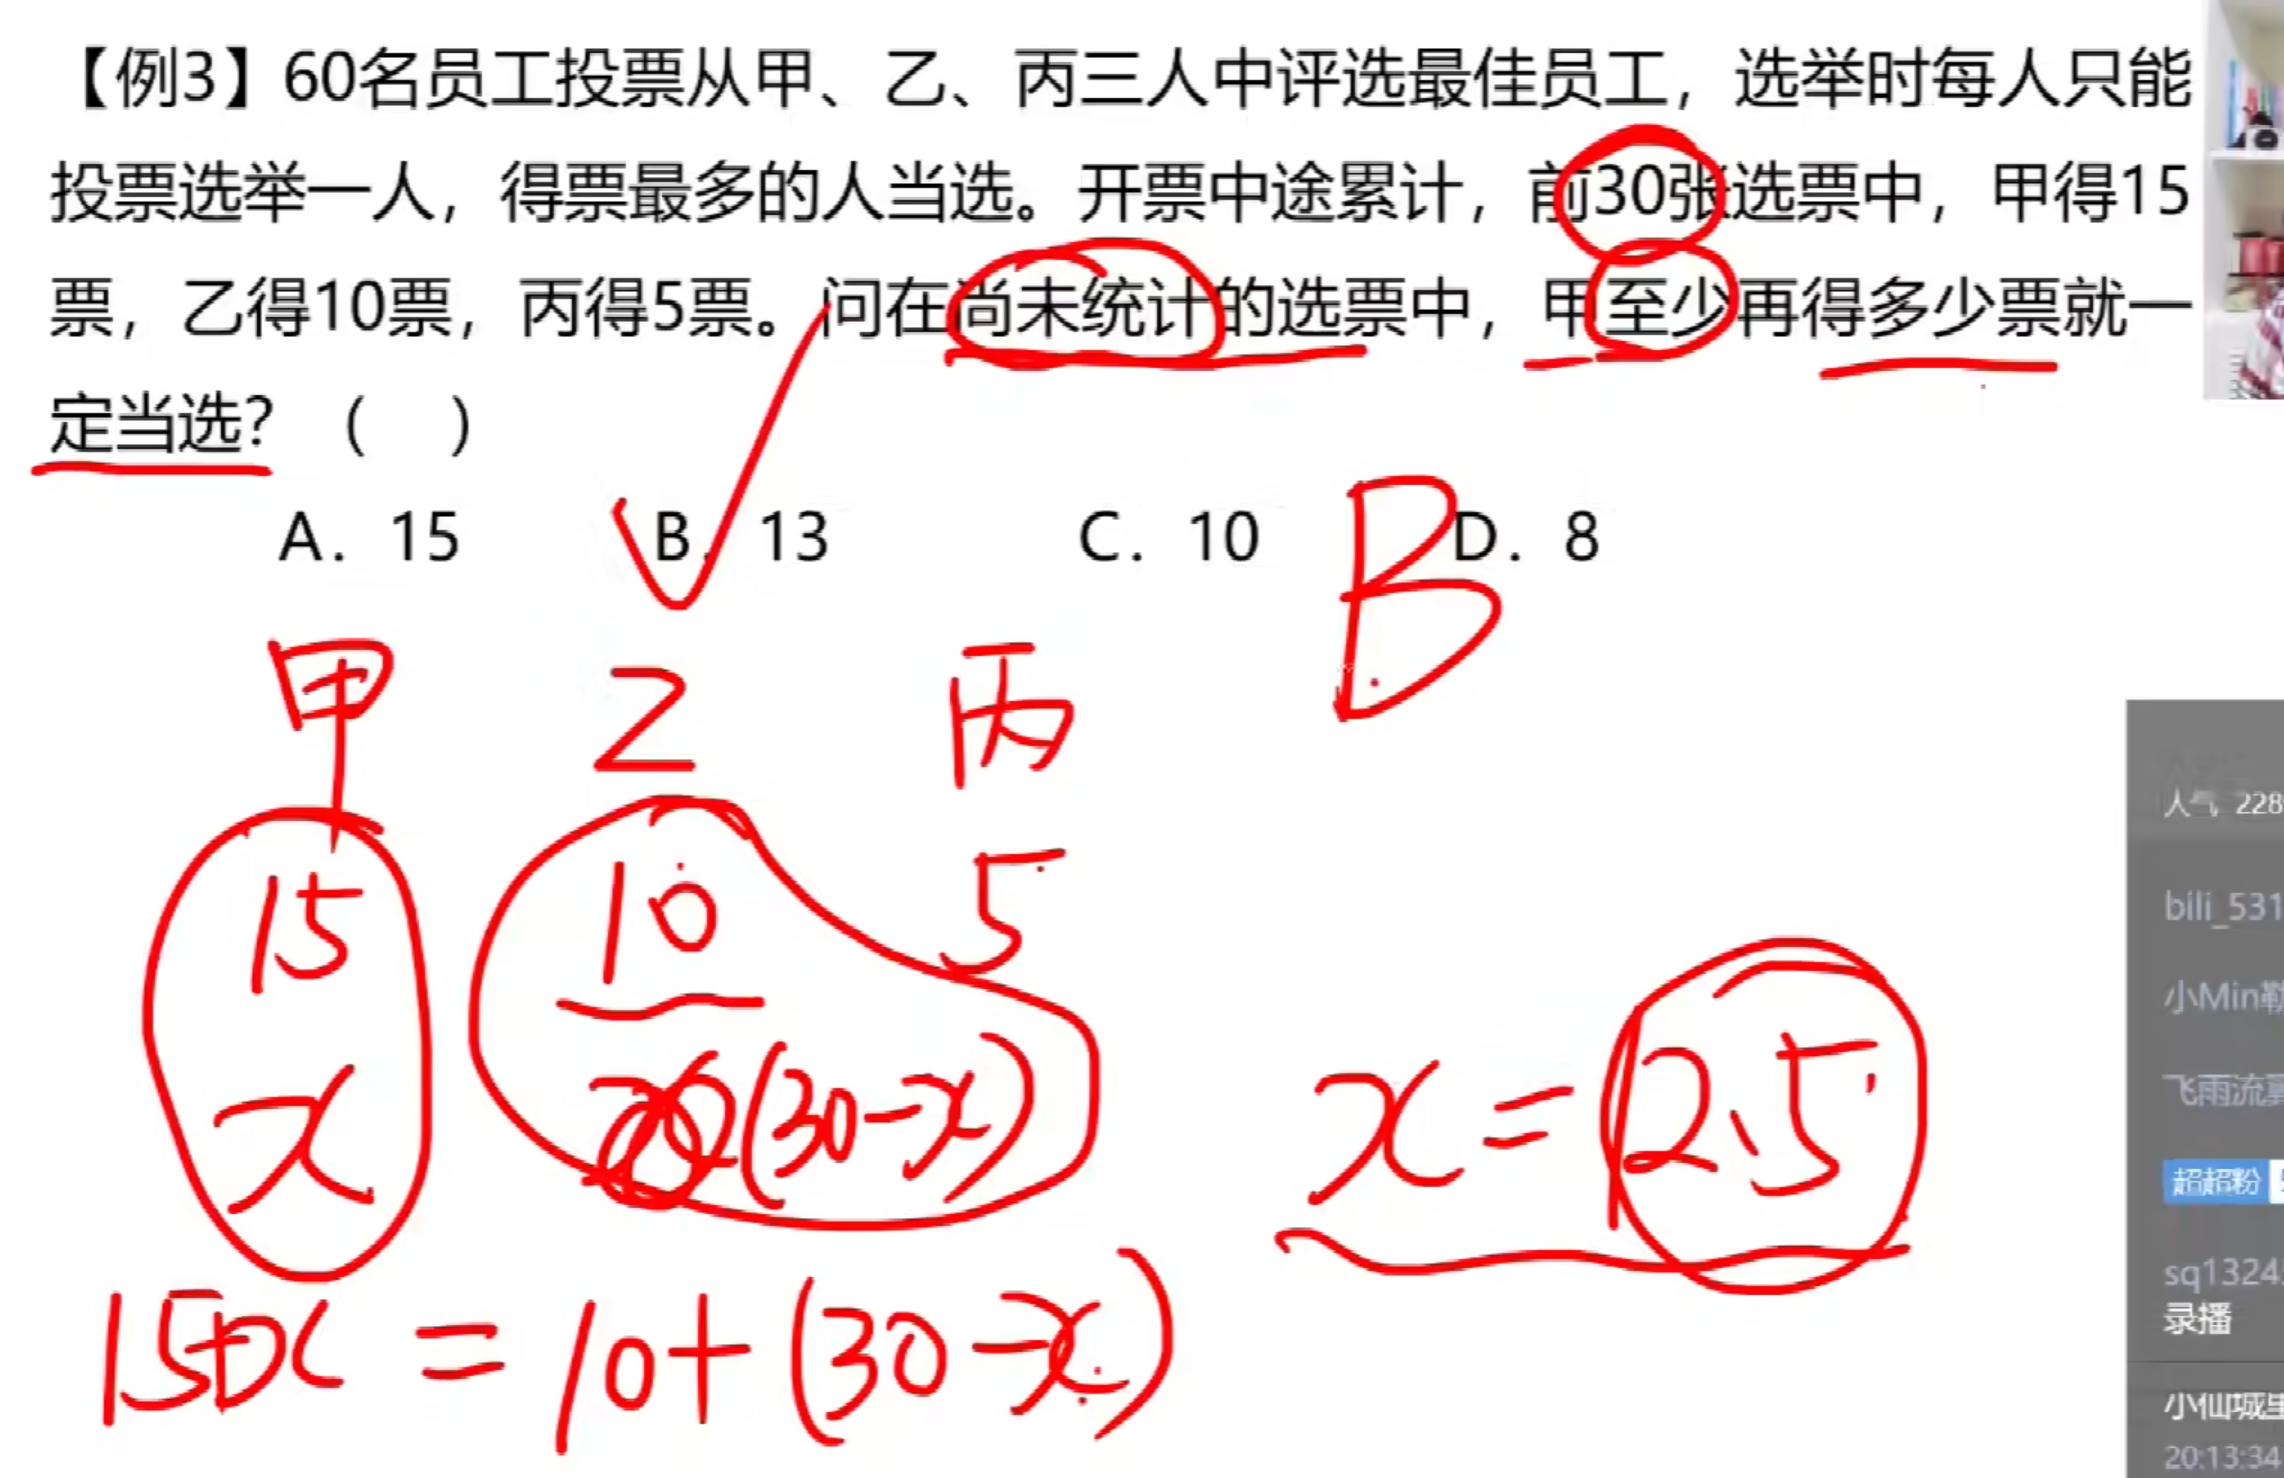 【例3】60名员工投票从甲、乙、丙三人中评选最佳员工，选举时每人只能
投票选举一人，得票最多的人当选。开票中途累计，前30张选票中，甲得15
票，乙得10票，丙得5票。问在尚未统计的选票中，甲至少再得多少票就一
定当选？（ ）
A. 15 B. 13 C. 10 D. 8
B
甲 乙 丙
15 10 5
x (30-x)
x = 2.5
15+x = 10+(30-x)
人气 228
bili_531
小Min
飞雨流
超超粉
sq1324
录播
小仙城里
20:13:34